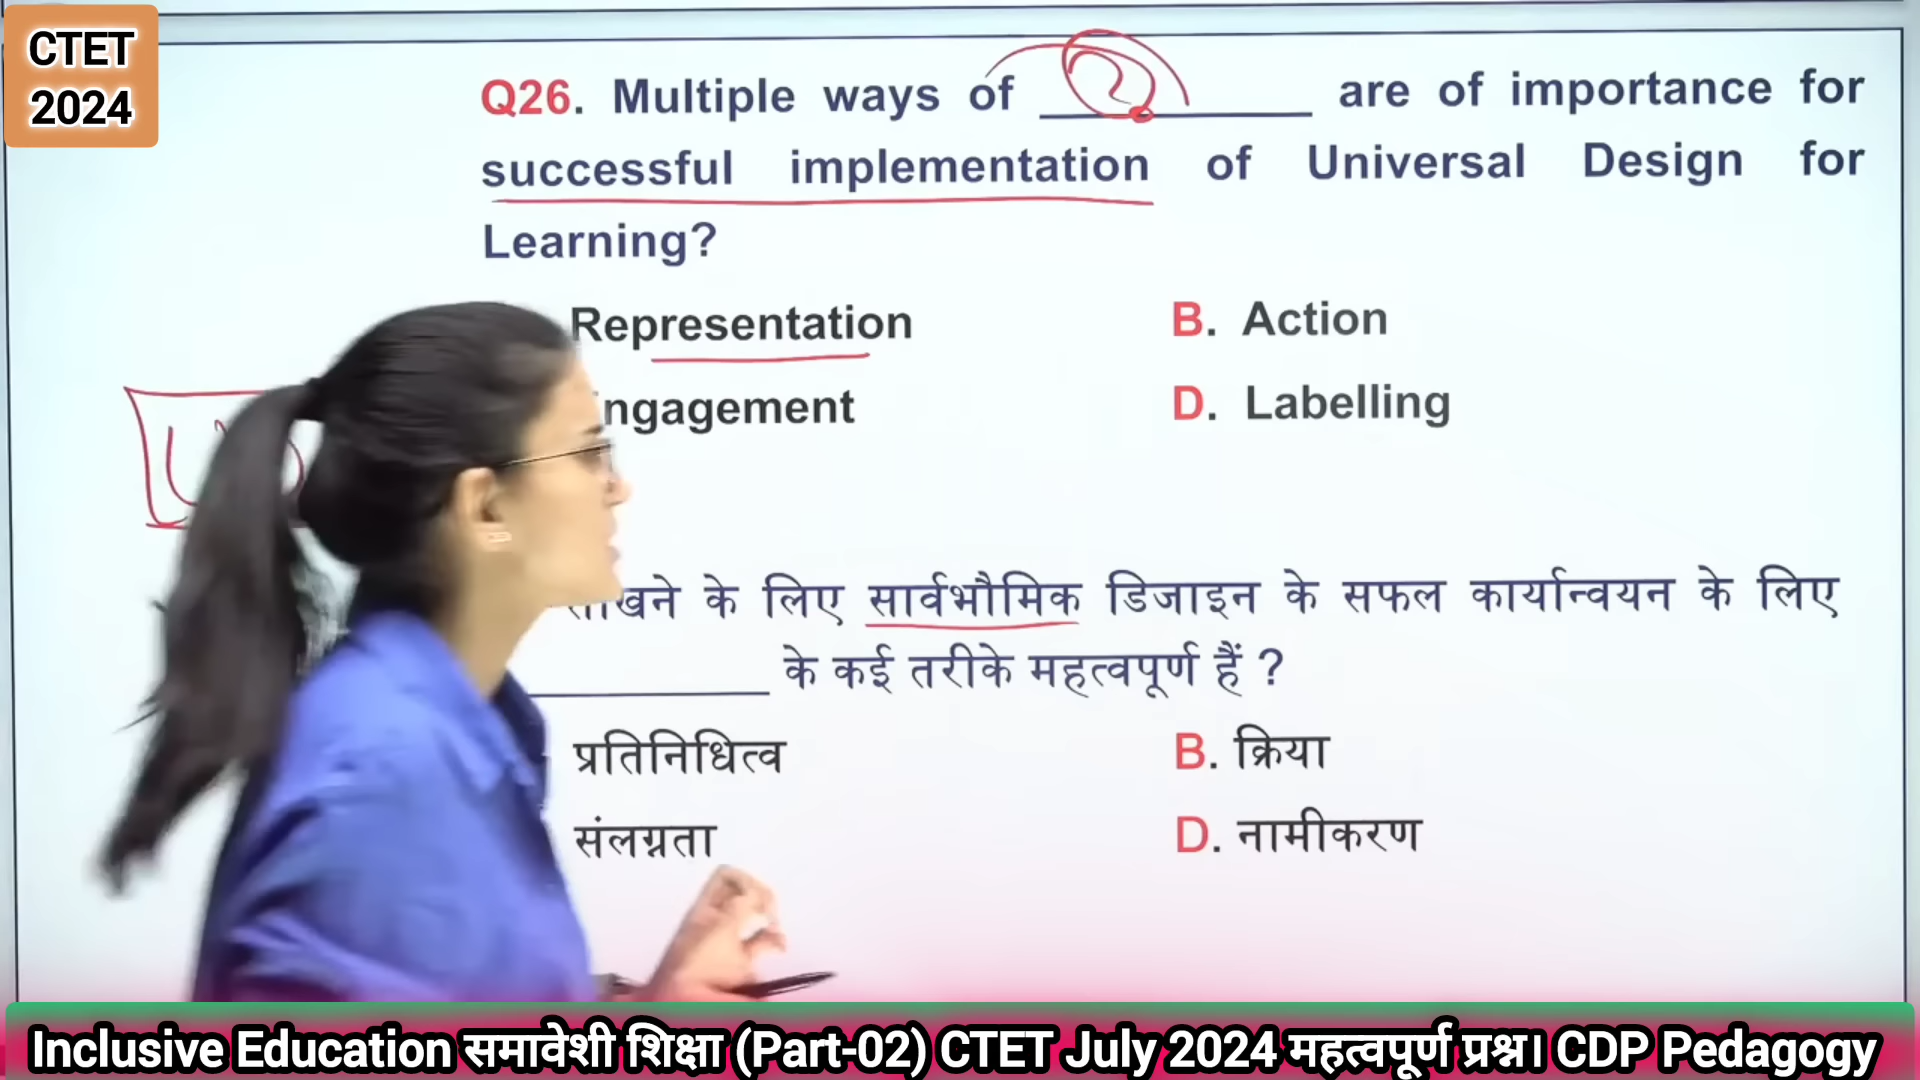 CTET
2024
Q26. Multiple ways of ____________ are of importance for
successful implementation of Universal Design for
Learning?
Representation
B. Action
ngagement
D. Labelling
के लिए सार्वभौमिक डिजाइन के सफल कार्यान्वयन के लिए
____________ के कई तरीके महत्वपूर्ण हैं ?
प्रतिनिधित्व
B. क्रिया
संलग्नता
D. नामीकरण
Inclusive Education समावेशी शिक्षा (Part-02) CTET July 2024 महत्वपूर्ण प्रश्न। CDP Pedagogy